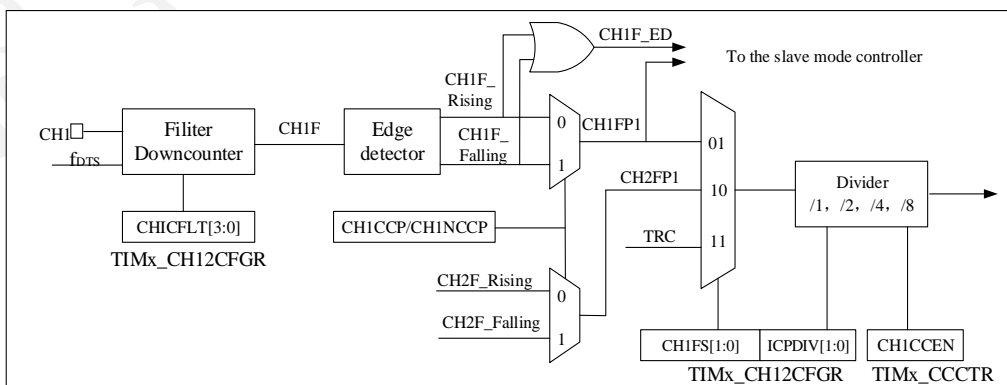 CH1F_ED
To the slave mode controller
CH1F_
Rising
CH1
fDTS
Filiter
Downcounter
CH1F
Edge
detector
CH1F_
Falling
0
1
CH1FP1
01
10
11
CH2FP1
TRC
Divider
/1, /2, /4, /8
CHICFLT[3:0]
TIMx_CH12CFGR
CH1CCP/CH1NCCP
CH2F_Rising
CH2F_Falling
0
1
CH1FS[1:0]
ICPDIV[1:0]
CH1CCEN
TIMx_CH12CFGR
TIMx_CCCTR